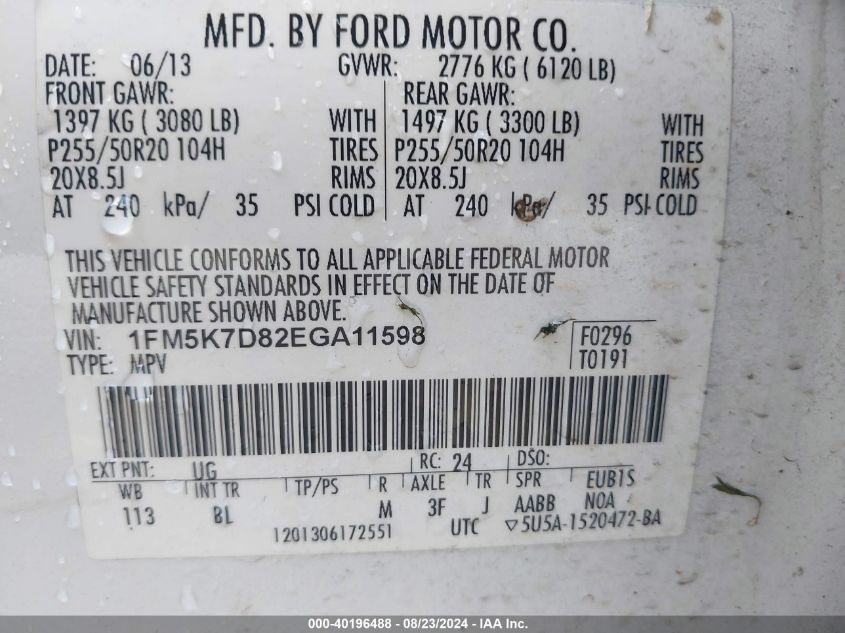 MFD. BY FORD MOTOR CO.
DATE: 06/13 GVWR: 2776 KG ( 6120 LB)
FRONT GAWR: REAR GAWR:
1397 KG ( 3080 LB) WITH 1497 KG ( 3300 LB) WITH
P255/50R20 104H TIRES P255/50R20 104H TIRES
20X8.5J RIMS 20X8.5J RIMS
AT 240 kPa/ 35 PSI COLD AT 240 kPa/ 35 PSI COLD
THIS VEHICLE CONFORMS TO ALL APPLICABLE FEDERAL MOTOR
VEHICLE SAFETY STANDARDS IN EFFECT ON THE DATE OF
MANUFACTURE SHOWN ABOVE.
VIN: 1FM5K7D82EGA11598 F0296
TYPE: MPV T0191
EXT PNT: UG RC: 24 DSO:
WB INT TR TP/PS R AXLE TR SPR EUB1S
113 BL M 3F J AABB NOA
1201306172551 UTC ▽5U5A-1520472-BA
000-40196488 - 08/23/2024 - IAA Inc.